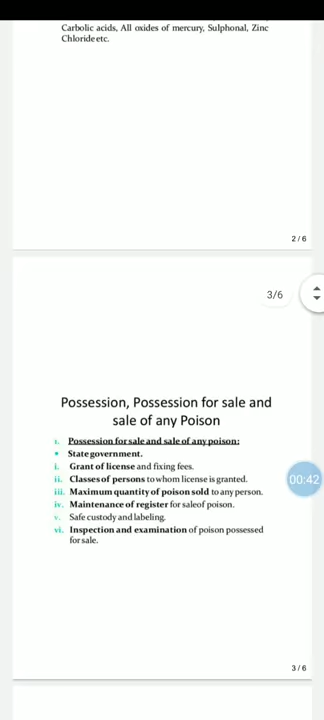 Carbolic acids, All oxides of mercury, Sulphonal, Zinc
Chloride etc.
2 / 6
3/6
Possession, Possession for sale and
sale of any Poison
i. Possession for sale and sale of any poison:
• State government.
i. Grant of license and fixing fees.
ii. Classes of persons to whom license is granted.
iii. Maximum quantity of poison sold to any person.
iv. Maintenance of register for saleof poison.
v. Safe custody and labeling.
vi. Inspection and examination of poison possessed
for sale.
00:42
3 / 6